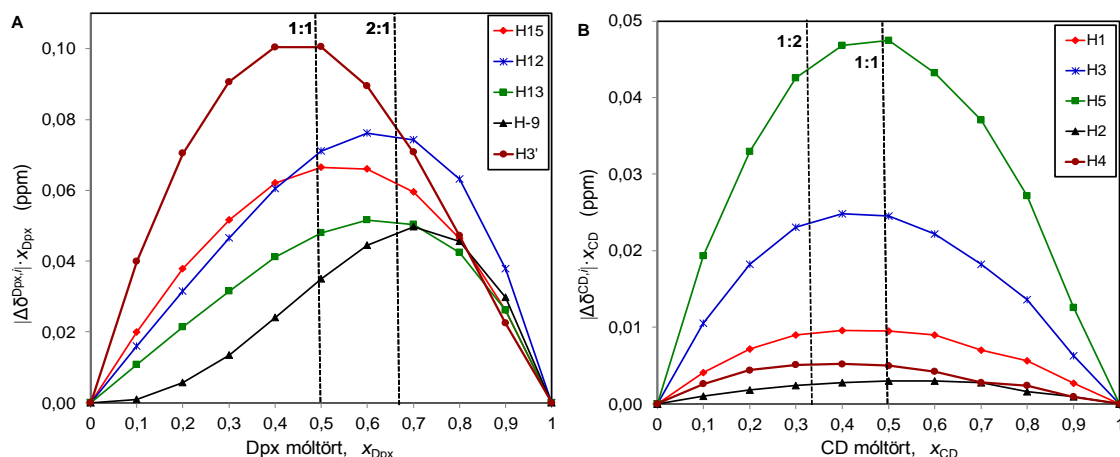 A
1:1
2:1
H15
H12
H13
H-9
H3'
0,10
0,08
0,06
0,04
0,02
0,00
|Δδ^Dpx,i|·x_Dpx (ppm)
0 0,1 0,2 0,3 0,4 0,5 0,6 0,7 0,8 0,9 1
Dpx móltört, x_Dpx
B
1:2
1:1
H1
H3
H5
H2
H4
0,05
0,04
0,03
0,02
0,01
0,00
|Δδ^CD,i|·x_CD (ppm)
0 0,1 0,2 0,3 0,4 0,5 0,6 0,7 0,8 0,9 1
CD móltört, x_CD